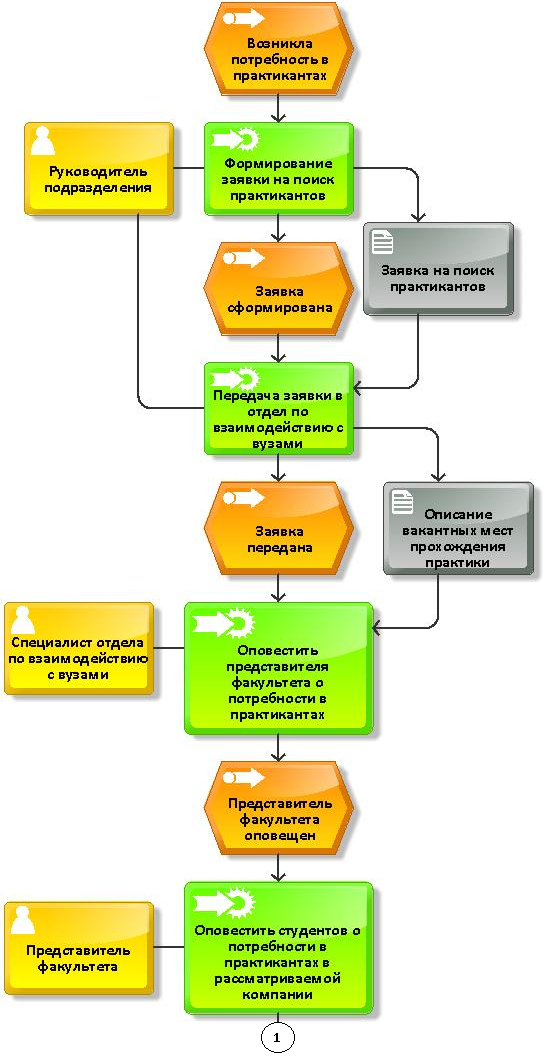 Возникла
потребность в
практикантах
Руководитель
подразделения
Формирование
заявки на поиск
практикантов
Заявка на поиск
практикантов
Заявка
сформирована
Передача заявки в
отдел по
взаимодействию с
вузами
Заявка
передана
Описание
вакантных мест
прохождения
практики
Специалист отдела
по взаимодействию
с вузами
Оповестить
представителя
факультета о
потребности в
практикантах
Представитель
факультета
оповещен
Представитель
факультета
Оповестить студентов о
потребности в
практикантах в
рассматриваемой
компании
1